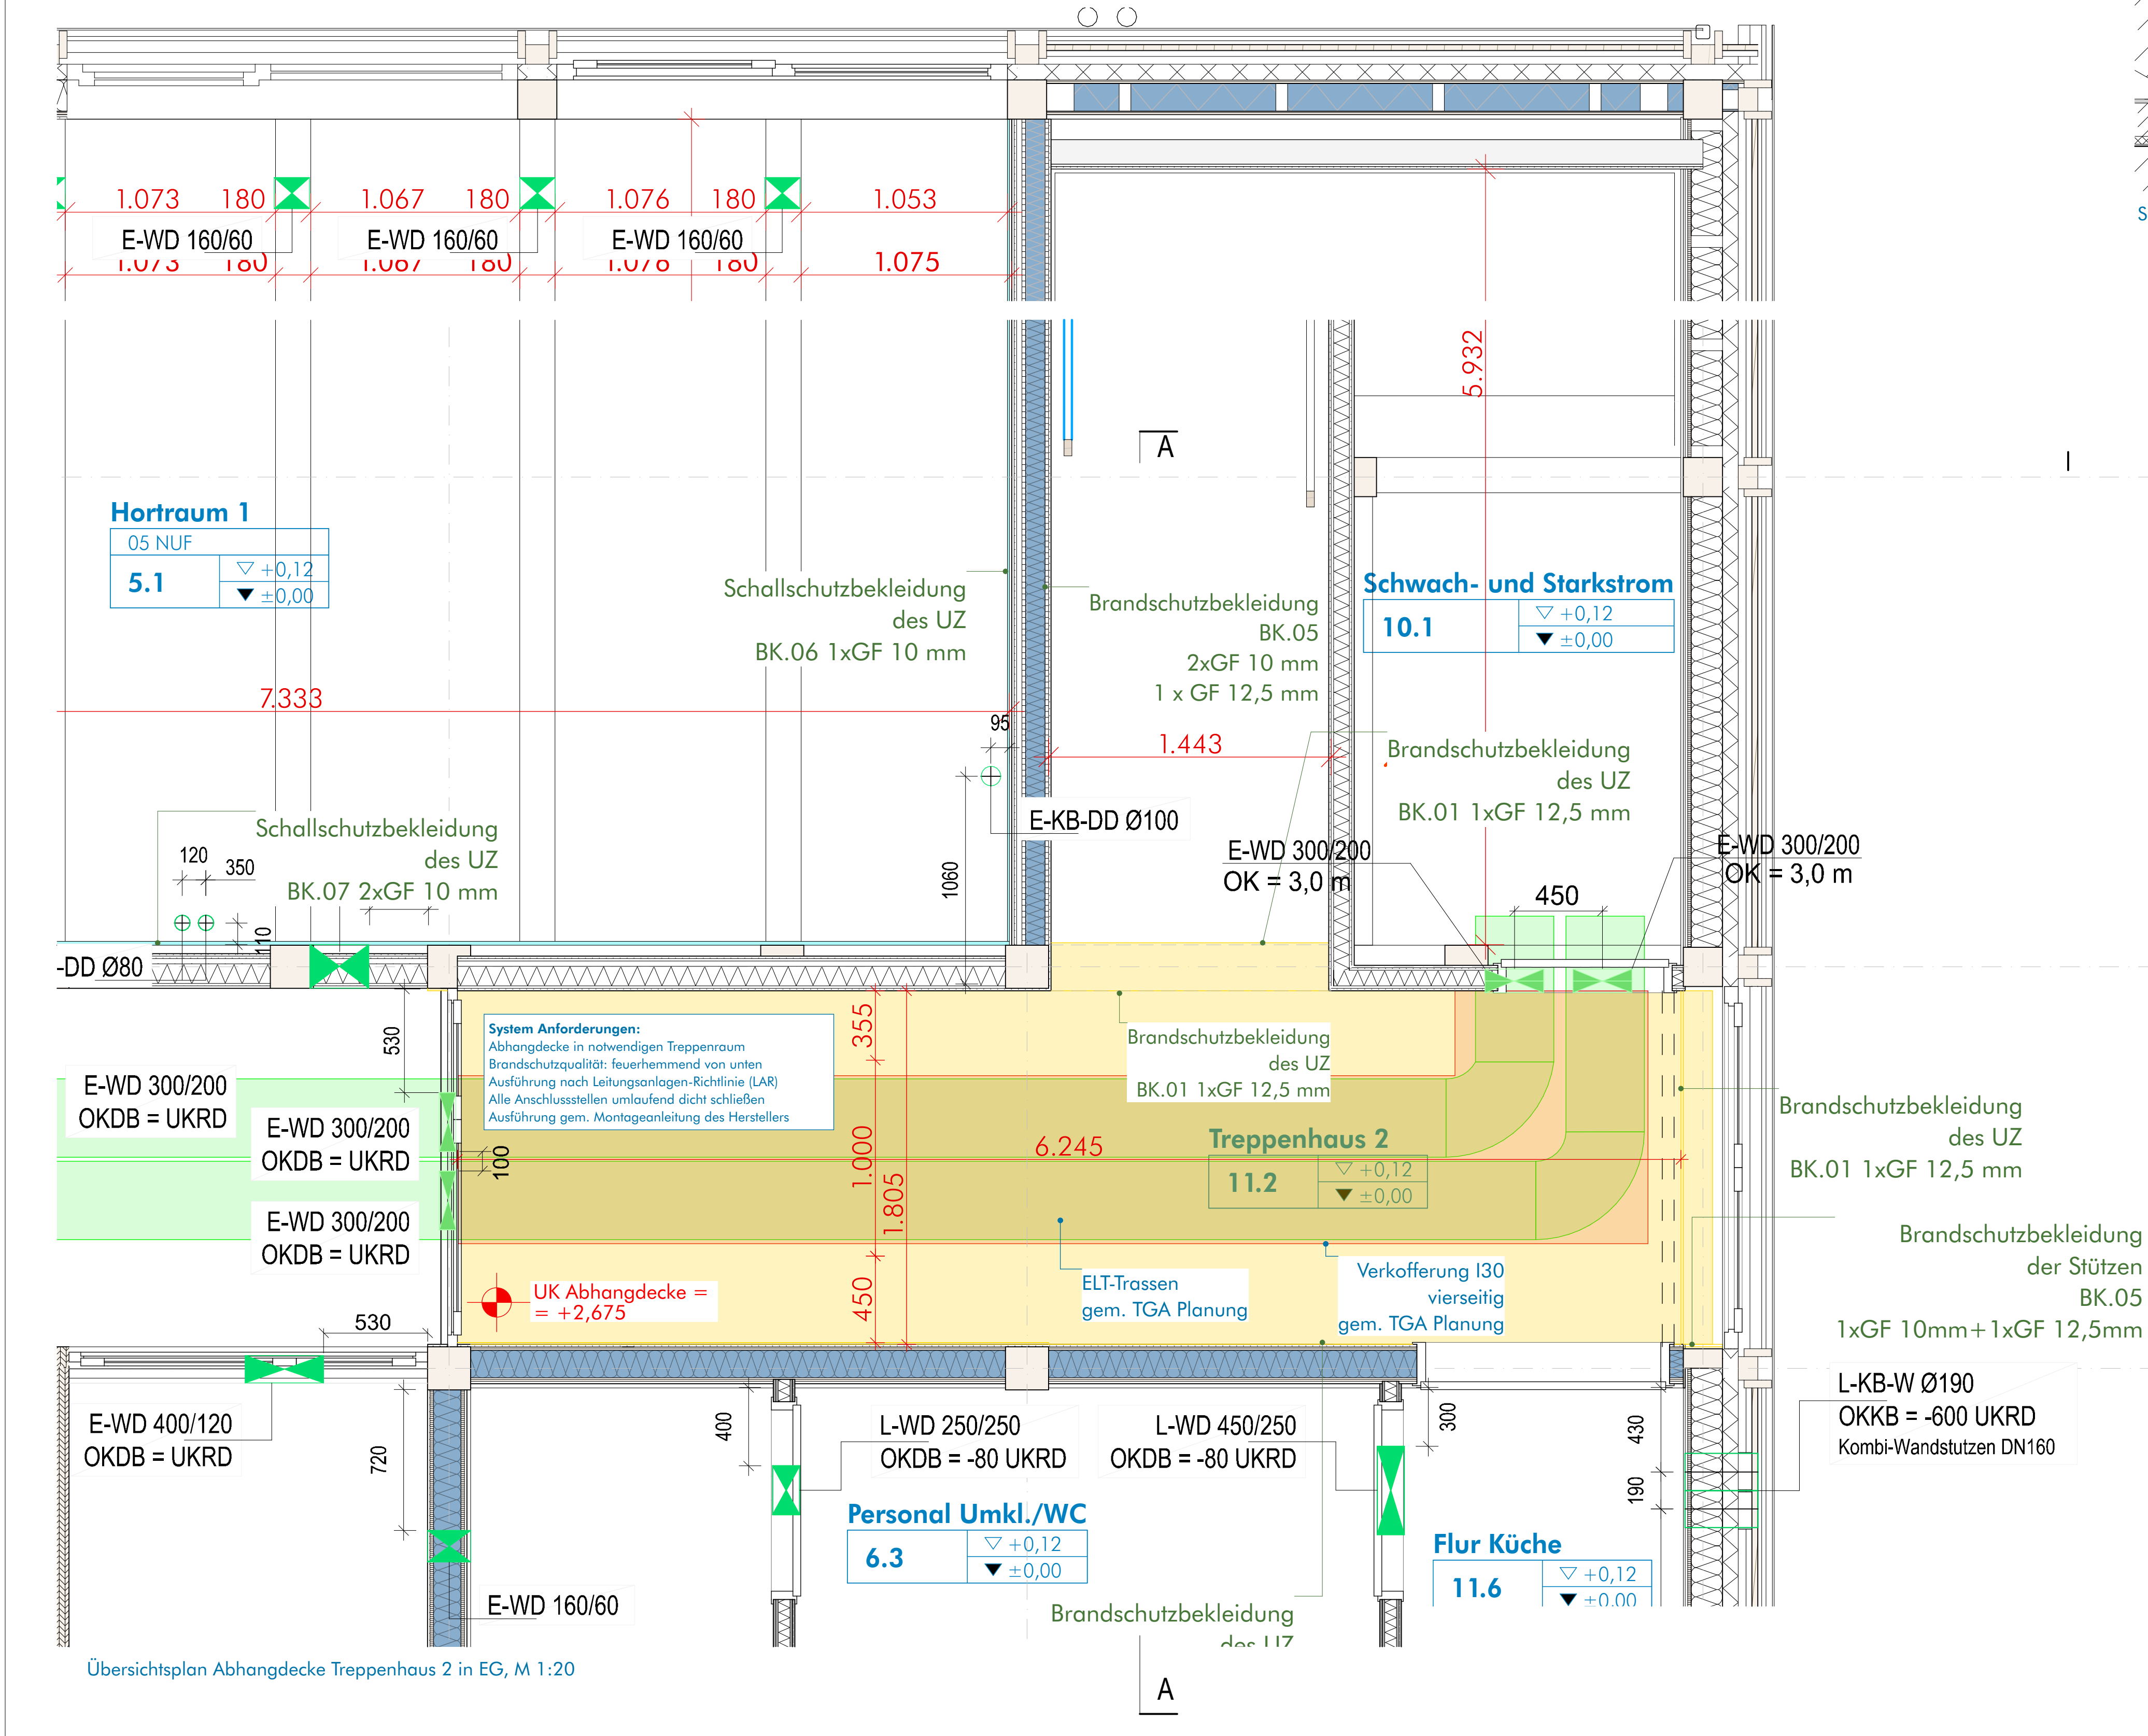 1.073 180 1.067 180 1.076 180 1.053
E-WD 160/60 E-WD 160/60 E-WD 160/60
1.073 180 1.067 180 1.076 180 1.075
S
5.932
A
I
Hortraum 1
05 NUF
5.1
+0,12
±0,00
Schallschutzbekleidung
des UZ
BK.06 1xGF 10 mm
Brandschutzbekleidung
BK.05
2xGF 10 mm
1 x GF 12,5 mm
Schwach- und Starkstrom
10.1
+0,12
±0,00
7.333
95
1.443
Brandschutzbekleidung
des UZ
BK.01 1xGF 12,5 mm
E-KB-DD Ø100
Schallschutzbekleidung
des UZ
BK.07 2xGF 10 mm
120
350
110
1060
E-WD 300/200
OK = 3,0 m
E-WD 300/200
OK = 3,0 m
450
-DD Ø80
530
System Anforderungen:
Abhangdecke in notwendigen Treppenraum
Brandschutzqualität: feuerhemmend von unten
Ausführung nach Leitungsanlagen-Richtlinie (LAR)
Alle Anschlussstellen umlaufend dicht schließen
Ausführung gem. Montageanleitung des Herstellers
355
Brandschutzbekleidung
des UZ
BK.01 1xGF 12,5 mm
E-WD 300/200
OKDB = UKRD
E-WD 300/200
OKDB = UKRD
100
1.000
1.805
6.245
Treppenhaus 2
11.2
+0,12
±0,00
Brandschutzbekleidung
des UZ
BK.01 1xGF 12,5 mm
E-WD 300/200
OKDB = UKRD
Brandschutzbekleidung
der Stützen
BK.05
1xGF 10mm+1xGF 12,5mm
UK Abhangdecke =
= +2,675
450
ELT-Trassen
gem. TGA Planung
Verkofferung I30
vierseitig
gem. TGA Planung
530
E-WD 400/120
OKDB = UKRD
720
400
L-WD 250/250
OKDB = -80 UKRD
L-WD 450/250
OKDB = -80 UKRD
300
430
190
L-KB-W Ø190
OKKB = -600 UKRD
Kombi-Wandstutzen DN160
Personal Umkl./WC
6.3
+0,12
±0,00
Flur Küche
11.6
+0,12
±0,00
E-WD 160/60
Brandschutzbekleidung
des UZ
Übersichtsplan Abhangdecke Treppenhaus 2 in EG, M 1:20
A